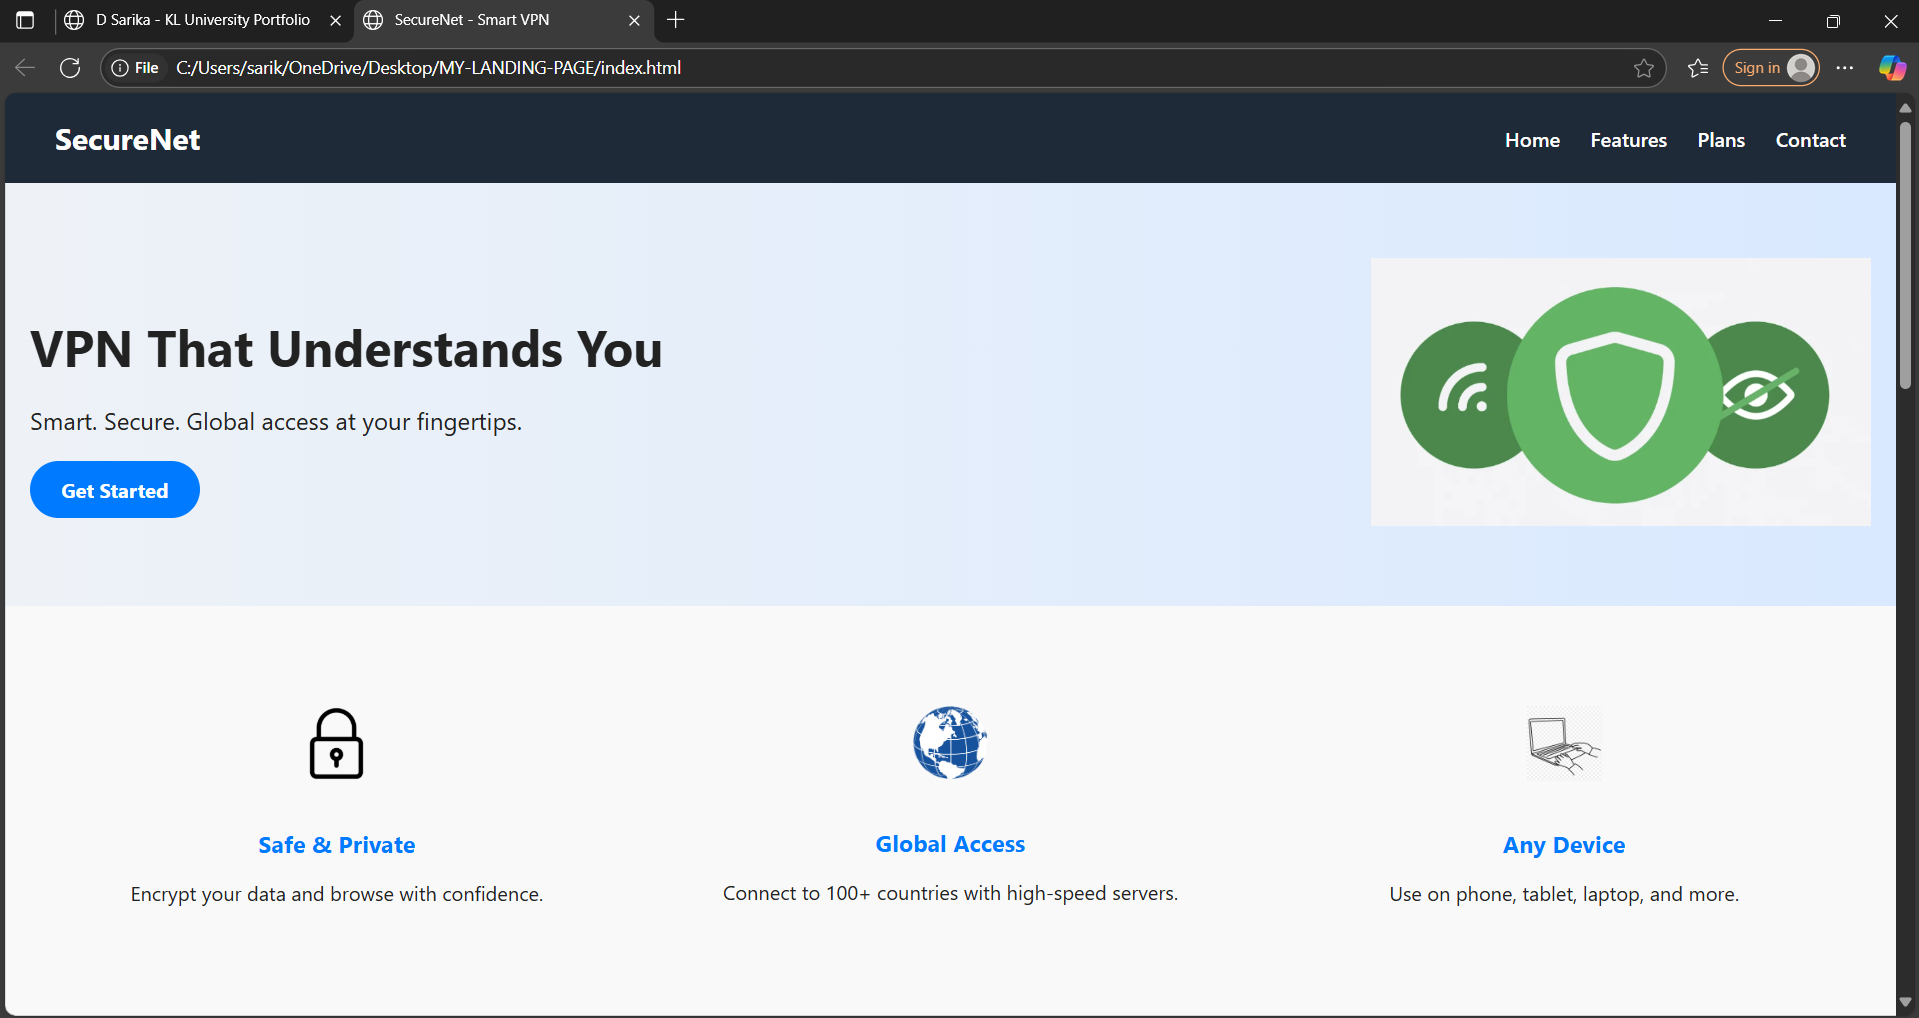 D Sarika - KL University Portfolio
SecureNet - Smart VPN
File
C:/Users/sarik/OneDrive/Desktop/MY-LANDING-PAGE/index.html
Sign in
SecureNet
Home
Features
Plans
Contact
VPN That Understands You
Smart. Secure. Global access at your fingertips.
Get Started
Safe & Private
Encrypt your data and browse with confidence.
Global Access
Connect to 100+ countries with high-speed servers.
Any Device
Use on phone, tablet, laptop, and more.